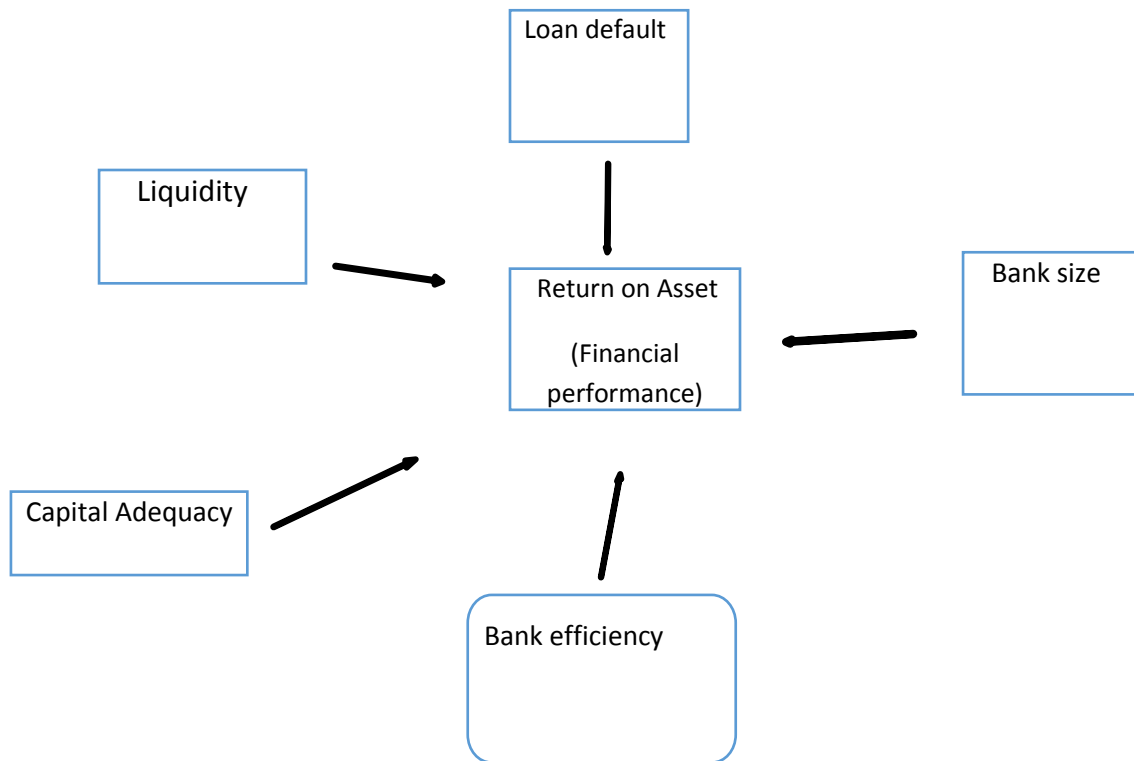 Loan default
Liquidity
Return on Asset
(Financial
performance)
Bank size
Capital Adequacy
Bank efficiency